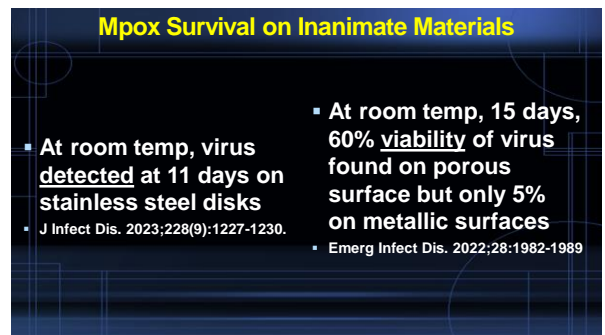 Mpox Survival on Inanimate Materials
At room temp, virus
detected at 11 days on
stainless steel disks
J Infect Dis. 2023;228(9):1227-1230.
At room temp, 15 days,
60% viability of virus
found on porous
surface but only 5%
on metallic surfaces
Emerg Infect Dis. 2022;28:1982-1989